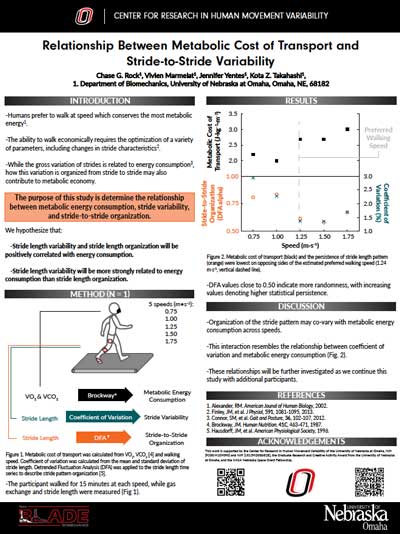 CENTER FOR RESEARCH IN HUMAN MOVEMENT VARIABILITY
Relationship Between Metabolic Cost of Transport and
Stride-to-Stride Variability
Chase G. Rock¹, Vivien Marmelat¹, Jennifer Yentes¹, Kota Z. Takahashi¹,
1. Department of Biomechanics, University of Nebraska at Omaha, Omaha, NE, 68182
INTRODUCTION
-Humans prefer to walk at speed which conserves the most metabolic
energy¹.
-The ability to walk economically requires the optimization of a variety
of parameters, including changes in stride characteristics².
-While the gross variation of strides is related to energy consumption³,
how this variation is organized from stride to stride may also
contribute to metabolic economy.
The purpose of this study is determine the relationship
between metabolic energy consumption, stride variability,
and stride-to-stride organization.
We hypothesize that:
-Stride length variability and stride length organization will be
positively correlated with energy consumption.
-Stride length variability will be more strongly related to energy
consumption than stride length organization.
METHOD (N = 1)
5 speeds (m•s-¹):
0.75
1.00
1.25
1.50
1.75
VO₂ & VCO₂
Brockway⁴
Metabolic Energy
Consumption
Stride Length
Coefficient of Variation
Stride Variability
Stride Length
DFA⁵
Stride-to-Stride
Organization
Figure 1. Metabolic cost of transport was calculated from VO₂, VCO₂ [4] and walking
speed. Coefficient of variation was calculated from the mean and standard deviation of
stride length. Detrended Fluctuation Analysis (DFA) was applied to the stride length time
series to describe the stride pattern organization [5].
-The participant walked for 15 minutes at each speed, while gas
exchange and stride length were measured (Fig 1).
RESULTS
Metabolic Cost of
Transport (J•kg⁻¹•m⁻¹)
3.5
3.0
2.5
2.0
Preferred
Walking
Speed
Stride-to-Stride
Organization
(DFA alpha)
1.00
0.75
0.50
3.0
2.5
2.0
1.5
1.0
Coefficient of
Variation (%)
0.75
1.00
1.25
1.50
1.75
Speed (m•s-¹)
Figure 2. Metabolic cost of transport (black) and the persistence of stride length pattern
(orange) were lowest on opposing sides of the estimated preferred walking speed (1.24
m·s-¹, vertical dashed line).
-DFA values close to 0.50 indicate more randomness, with increasing
values denoting higher statistical persistence.
DISCUSSION
-Organization of the stride pattern may co-vary with metabolic energy
consumption across speeds.
-This interaction resembles the relationship between coefficient of
variation and metabolic energy consumption (Fig. 2).
-These relationships will be further investigated as we continue this
study with additional participants.
REFERENCES
1. Alexander, RM. American Journal of Human Biology, 2002.
2. Finley, JM, et al. J Physiol, 591, 1081-1095, 2013.
3. Conner, SM, et al. Gait and Posture, 36, 102-107, 2012.
4. Brockway, JM. Human Nutrition, 41C, 463-471, 1987.
5. Hausdorff, JM, et al. American Physiological Society, 1996.
ACKNOWLEDGEMENTS
BLADE
UNIVERSITY OF
Nebraska
Omaha